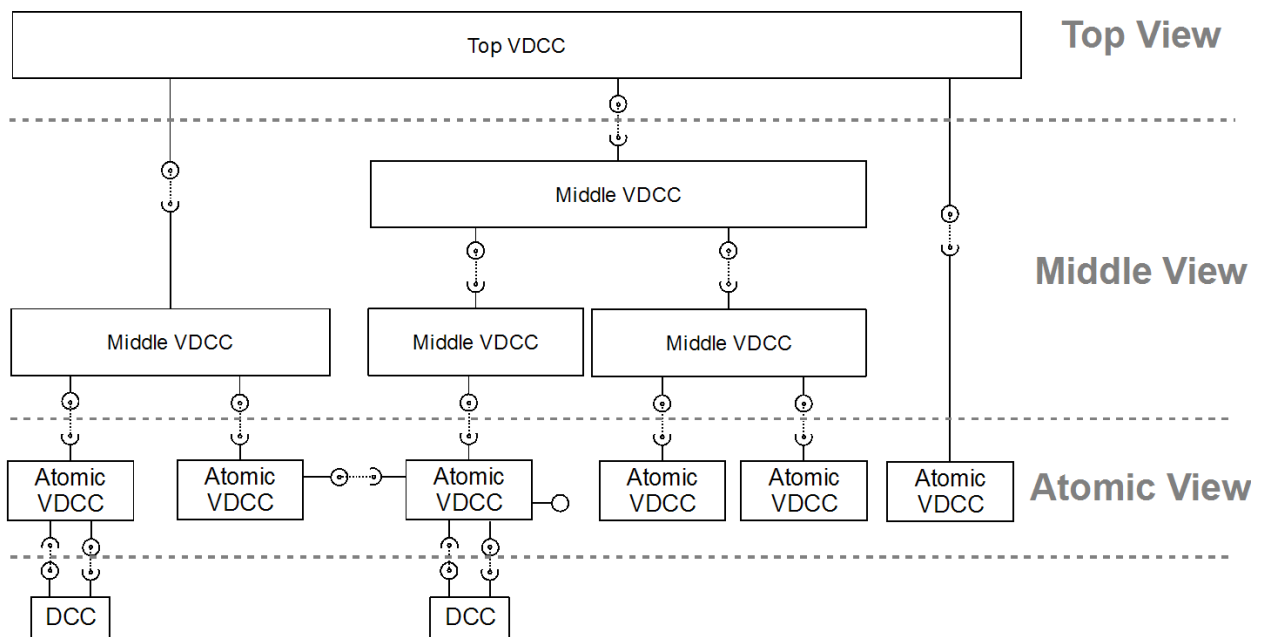 Top VDCC
Top View
Middle VDCC
Middle View
Middle VDCC
Middle VDCC
Middle VDCC
Atomic
VDCC
Atomic
VDCC
Atomic
VDCC
Atomic
VDCC
Atomic
VDCC
Atomic
VDCC
Atomic View
DCC
DCC